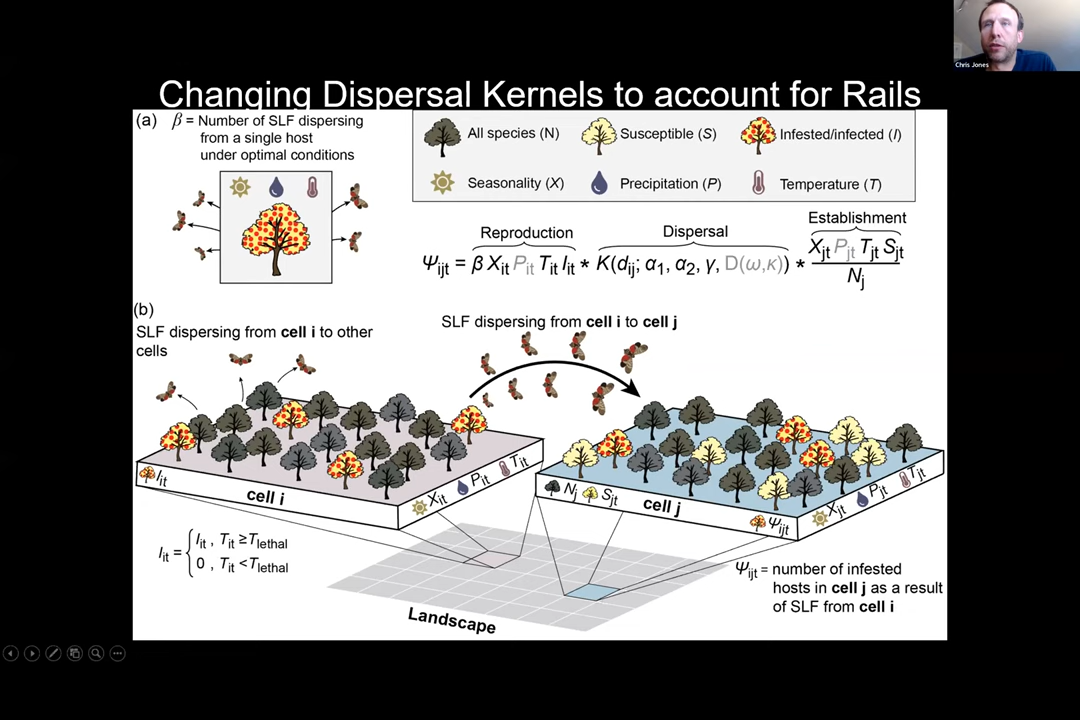 Chris Jones
Changing Dispersal Kernels to account for Rails
(a) β = Number of SLF dispersing
from a single host
under optimal conditions
All species (N)
Susceptible (S)
Infested/infected (I)
Seasonality (X)
Precipitation (P)
Temperature (T)
Reproduction
Dispersal
Establishment
Ψijt = β Xit Pit Tit Iit * K(dij; α1, α2, γ, D(ω,κ)) * Xjt Pjt Tjt Sjt
Nj
(b)
SLF dispersing from cell i to other
cells
SLF dispersing from cell i to cell j
Iit
cell i
Xit
Pit
Tit
Nj
Sjt
cell j
Ψijt
Xjt
Pjt
Tjt
Iit = { Iit , Tit ≥Tlethal
0 , Tit <Tlethal
Landscape
Ψijt = number of infested
hosts in cell j as a result
of SLF from cell i